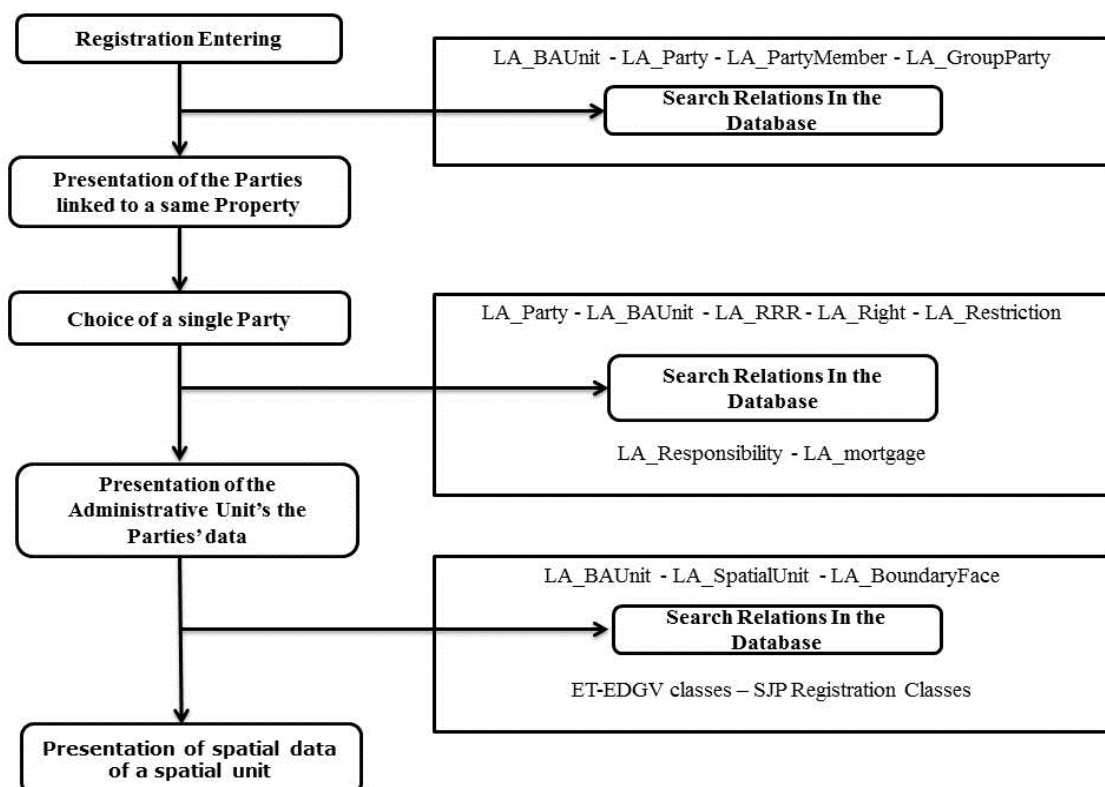 Registration Entering
LA_BAUnit - LA_Party - LA_PartyMember - LA_GroupParty
Search Relations In the
Database
Presentation of the Parties
linked to a same Property
Choice of a single Party
LA_Party - LA_BAUnit - LA_RRR - LA_Right - LA_Restriction
Search Relations In the
Database
LA_Responsibility - LA_mortgage
Presentation of the
Administrative Unit's the
Parties' data
LA_BAUnit - LA_SpatialUnit - LA_BoundaryFace
Search Relations In the
Database
ET-EDGV classes – SJP Registration Classes
Presentation of spatial data
of a spatial unit